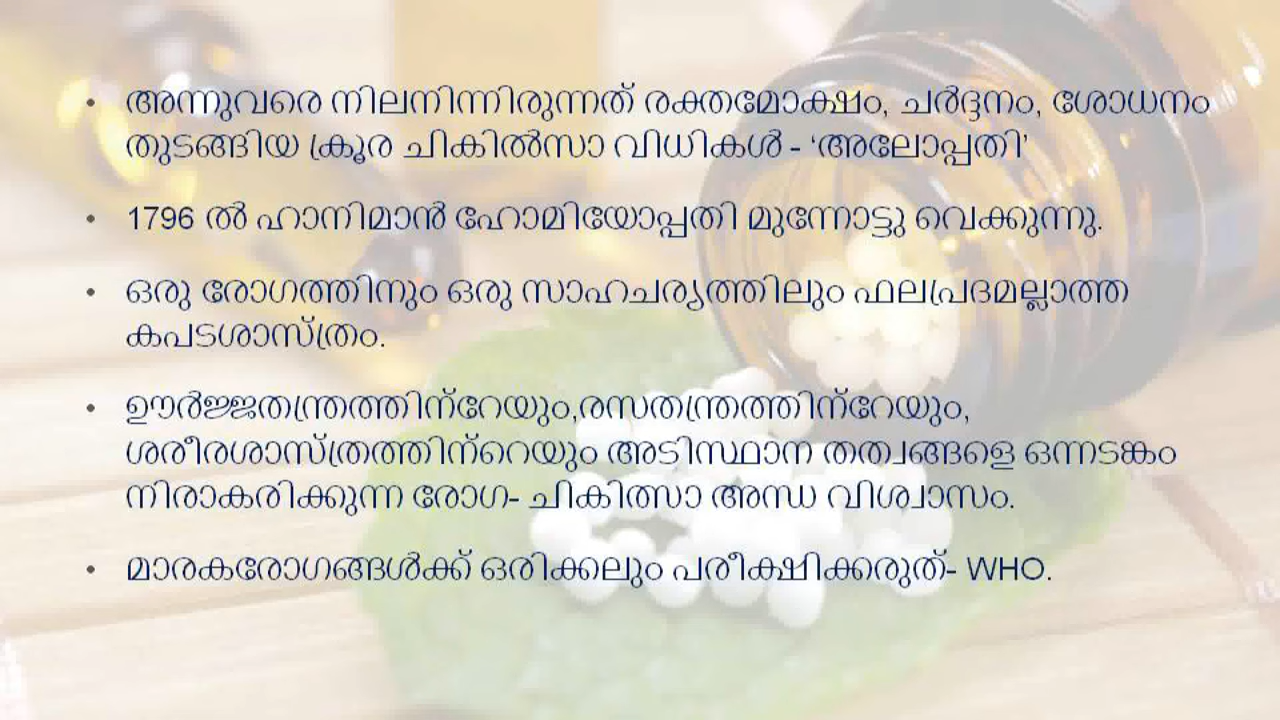 • അന്നുവരെ നിലനിന്നിരുന്നത് രക്തമോക്ഷം, ചർദ്ദനം, ശോധനം
തുടങ്ങിയ ക്രൂര ചികിൽസാ വിധികൾ - ‘അലോപ്പതി’
• 1796 ൽ ഹാനിമാൻ ഹോമിയോപ്പതി മുന്നോട്ടു വെക്കുന്നു.
• ഒരു രോഗത്തിനും ഒരു സാഹചര്യത്തിലും ഫലപ്രദമല്ലാത്ത
കപടശാസ്ത്രം.
• ഊർജ്ജതന്ത്രത്തിന്റേയും,രസതന്ത്രത്തിന്റേയും,
ശരീരശാസ്ത്രത്തിന്റെയും അടിസ്ഥാന തത്വങ്ങളെ ഒന്നടങ്കം
നിരാകരിക്കുന്ന രോഗ- ചികിത്സാ അന്ധ വിശ്വാസം.
• മാരകരോഗങ്ങൾക്ക് ഒരിക്കലും പരീക്ഷിക്കരുത്- WHO.